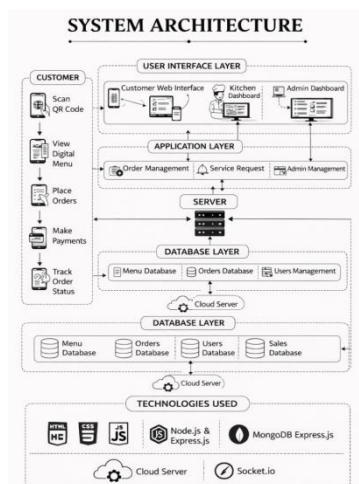 SYSTEM ARCHITECTURE
USER INTERFACE LAYER
CUSTOMER
Scan
QR Code
View
Digital
Menu
Place
Orders
Make
Payments
Track
Order
Status
Customer Web Interface
Kitchen
Dashboard
Admin Dashboard
APPLICATION LAYER
Order Management
Service Request
Admin Management
SERVER
DATABASE LAYER
Menu Database
Orders Database
Users Management
Cloud Server
DATABASE LAYER
Menu
Database
Orders
Database
Users
Database
Sales
Database
Cloud Server
TECHNOLOGIES USED
HTML
CSS
JS
JS
Node.js &
Express.js
MongoDB Express.js
Cloud Server
Socket.io